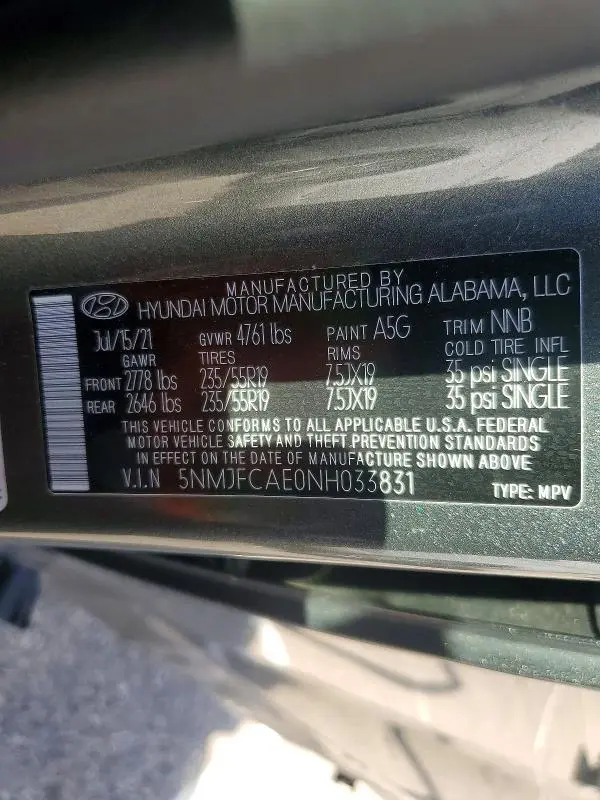 MANUFACTURED BY
HYUNDAI MOTOR MANUFACTURING ALABAMA, LLC
Jul/15/21 GVWR 4761 lbs PAINT A5G TRIM NNB
GAWR TIRES RIMS COLD TIRE INFL
FRONT 2778 lbs 235/55R19 7.5JX19 35 psi SINGLE
REAR 2646 lbs 235/55R19 7.5JX19 35 psi SINGLE
THIS VEHICLE CONFORMS TO ALL APPLICABLE U.S.A. FEDERAL
MOTOR VEHICLE SAFETY AND THEFT PREVENTION STANDARDS
IN EFFECT ON THE DATE OF MANUFACTURE SHOWN ABOVE
V.I.N 5NMJFCAE0NH033831 TYPE: MPV